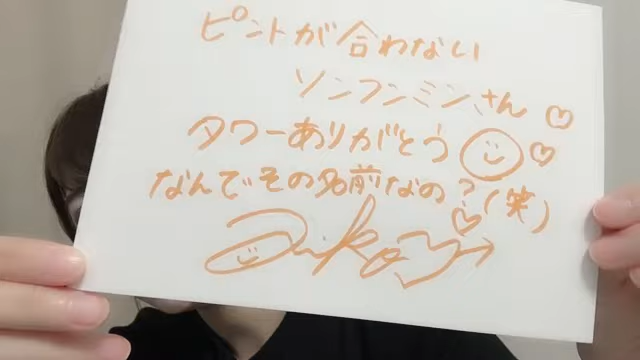 ピントが合わない
ソンフンミンさん♡
タワーありがとう♡
なんでその名前なの?(笑)